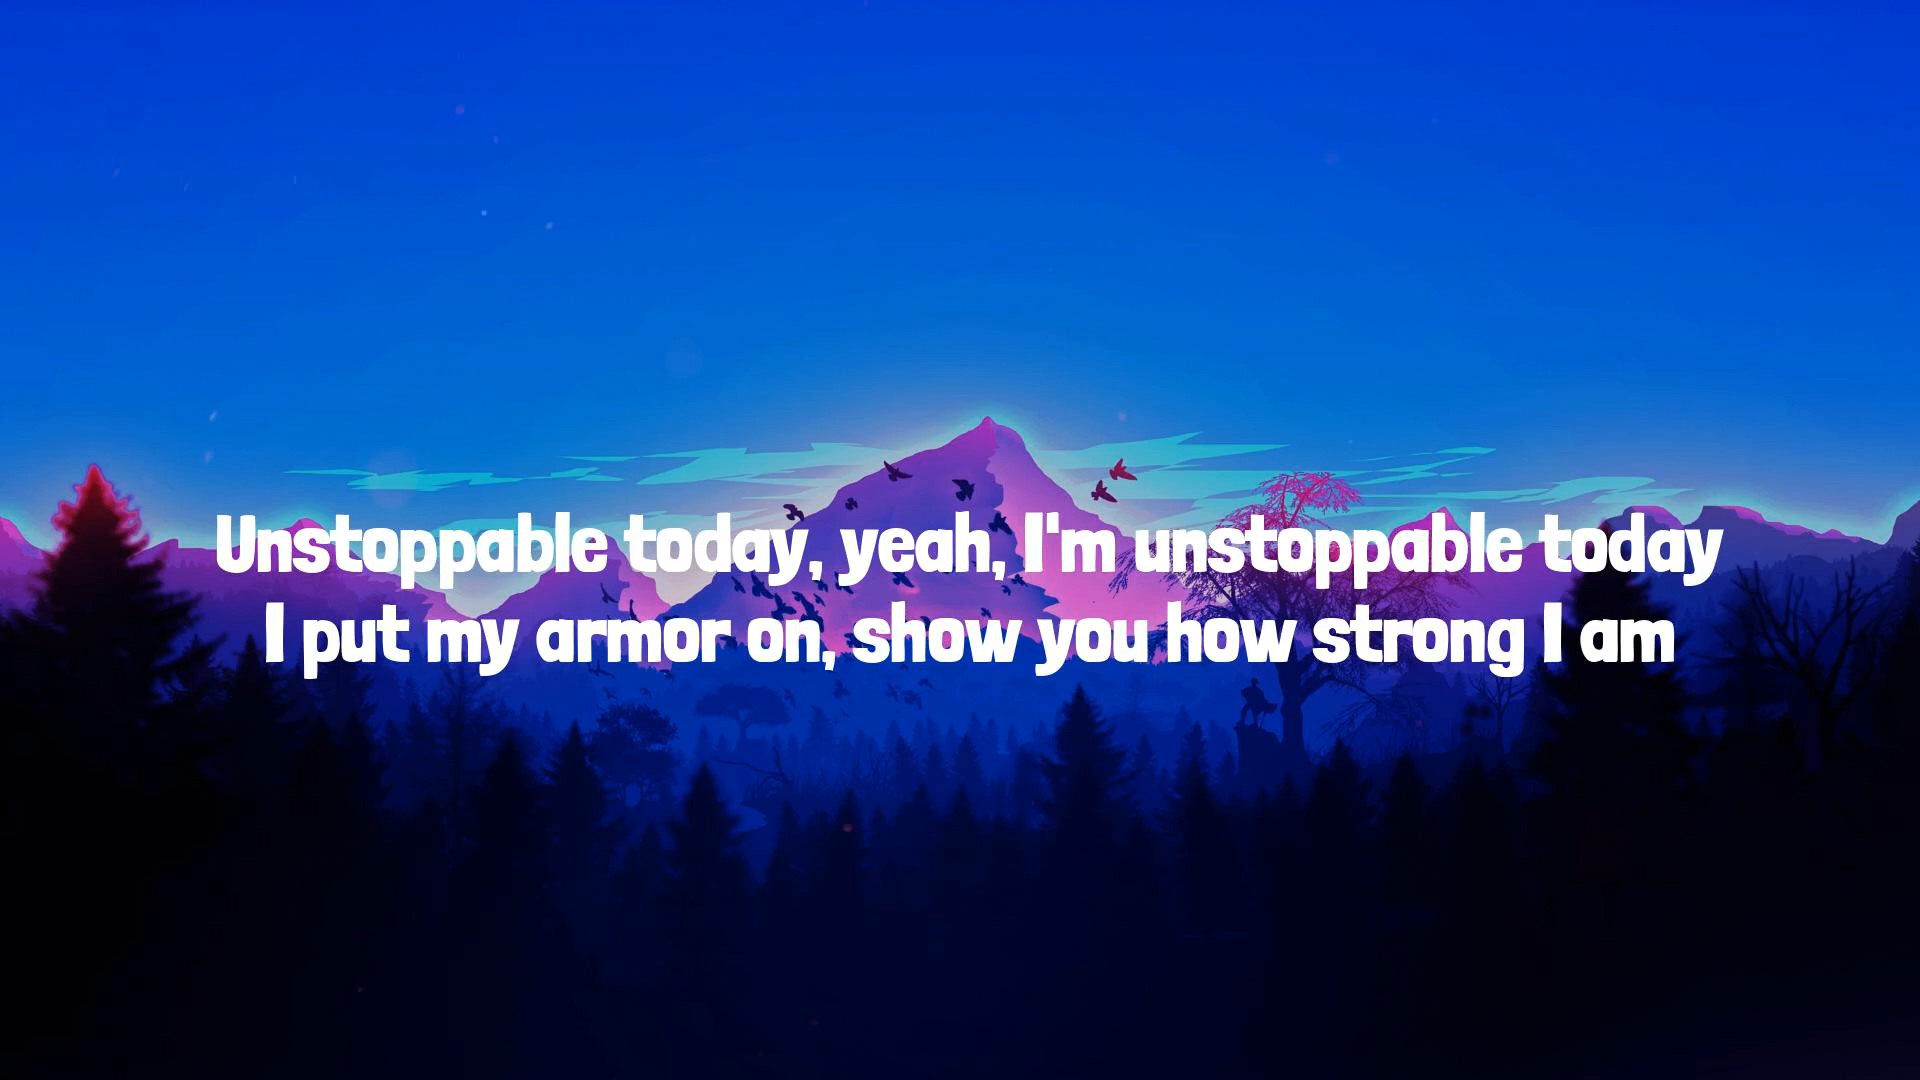 Unstoppable today, yeah, I'm unstoppable today
I put my armor on, show you how strong I am